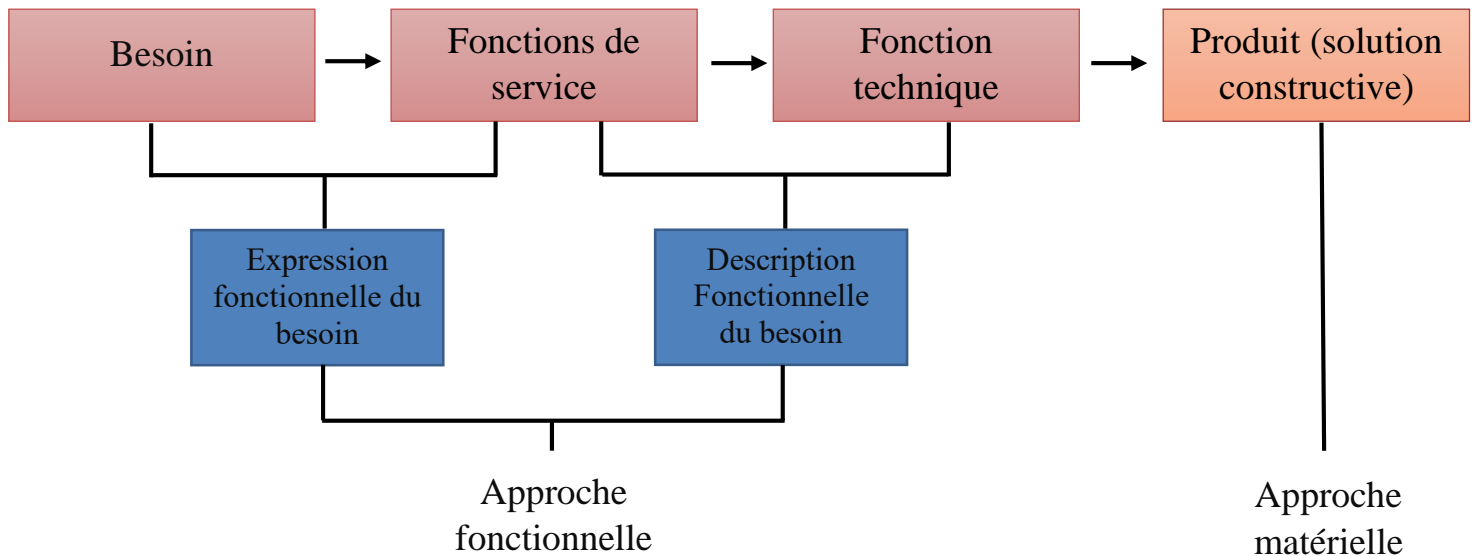 Besoin
Fonctions de
service
Fonction
technique
Produit (solution
constructive)
Expression
fonctionnelle du
besoin
Description
Fonctionnelle
du besoin
Approche
fonctionnelle
Approche
matérielle